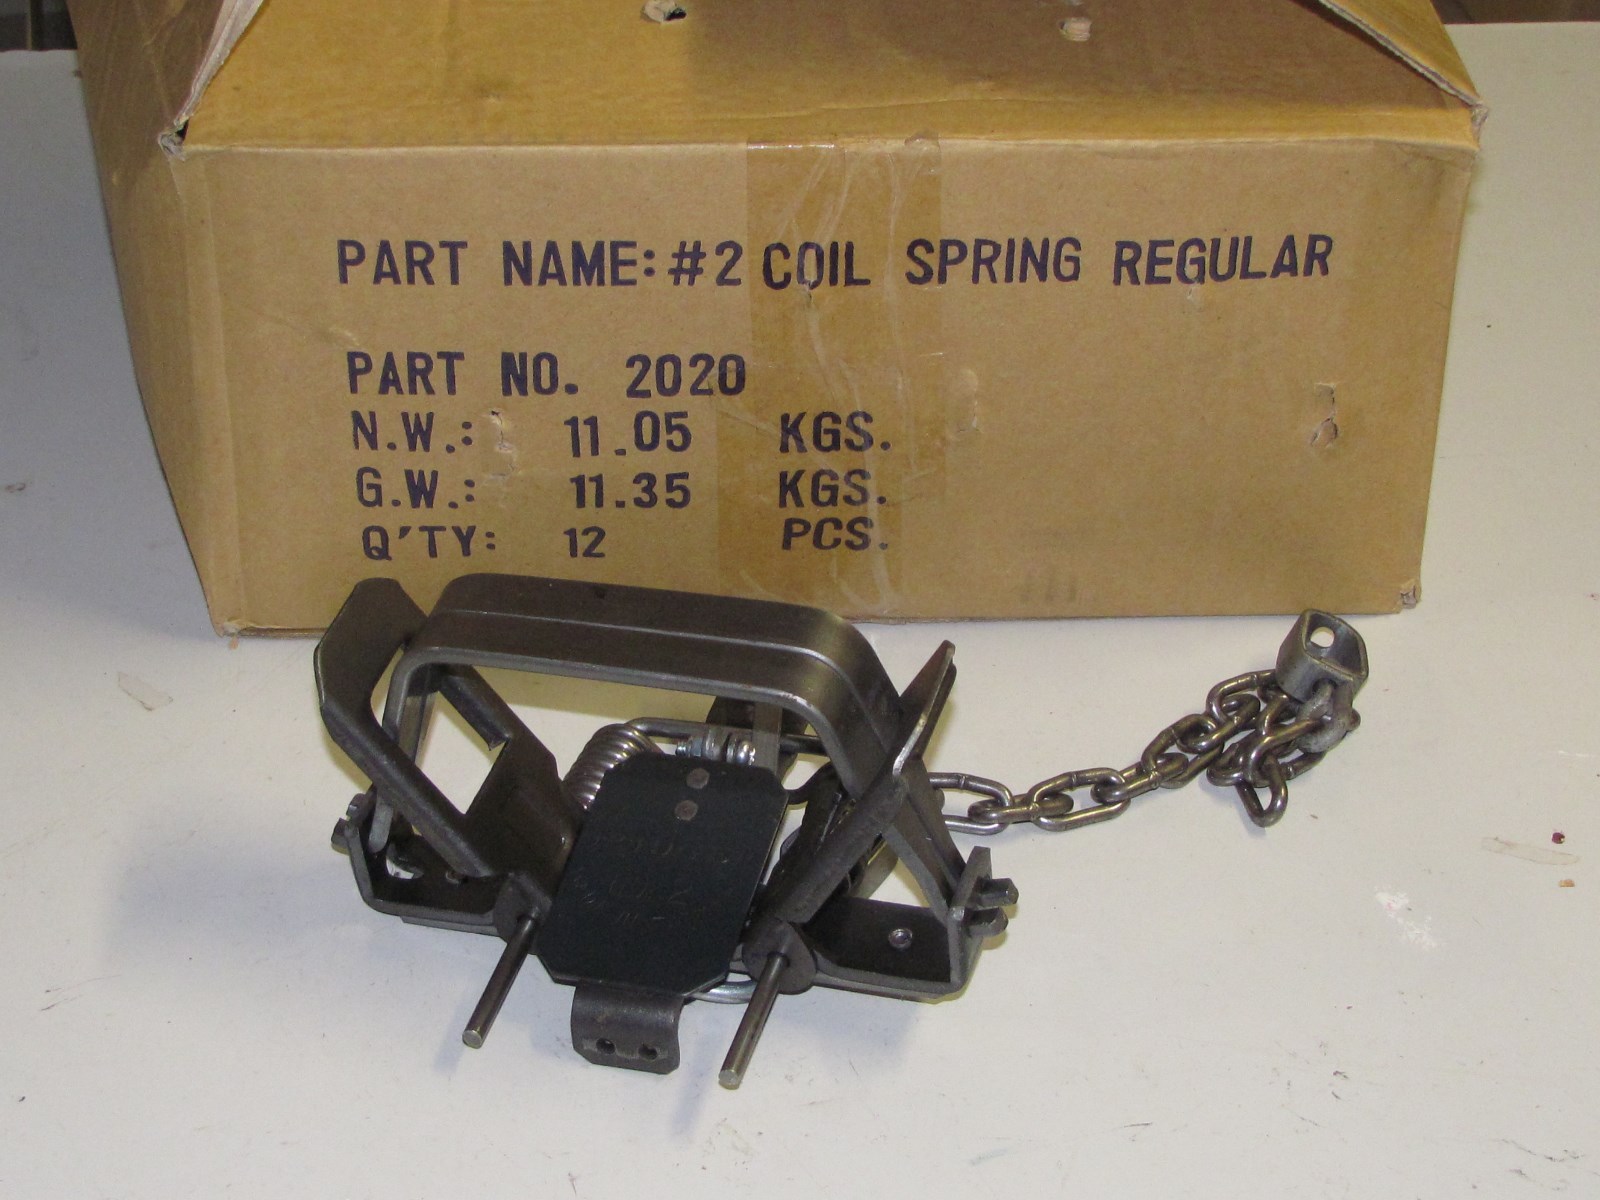 PART NAME: #2 COIL SPRING REGULAR
PART NO. 2020
N.W.: 11.05 KGS.
G.W.: 11.35 KGS.
Q'TY: 12 PCS.